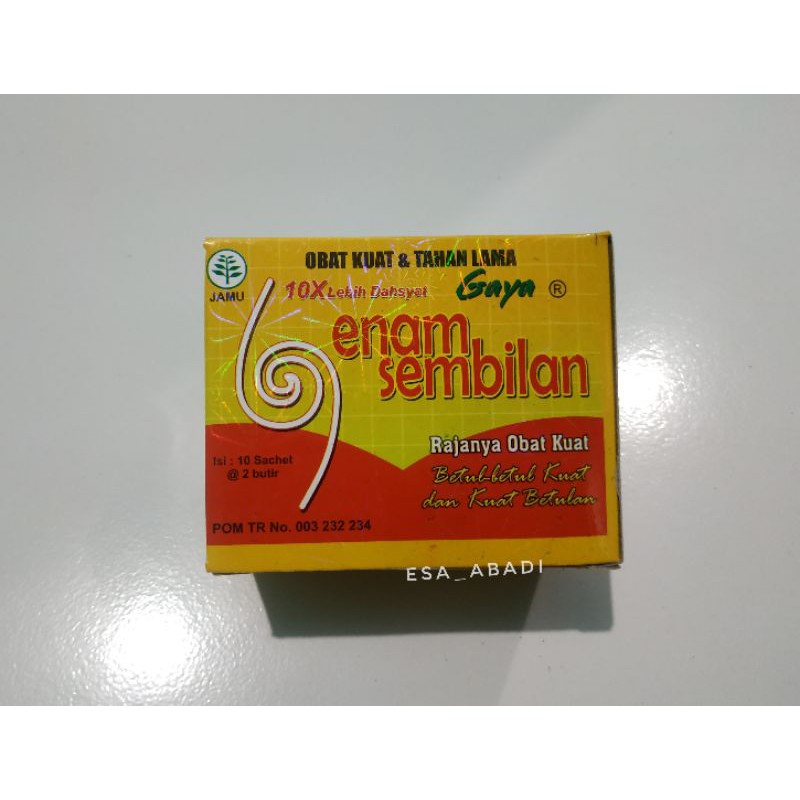 OBAT KUAT & TAHAN LAMA
JAMU
10X Lebih Dahsyat
Gaya ®
enam
sembilan
Rajanya Obat Kuat
Betul-betul Kuat
dan Kuat Betulan
Isi : 10 Sachet
@ 2 butir
POM TR No. 003 232 234
ESA_ABADI